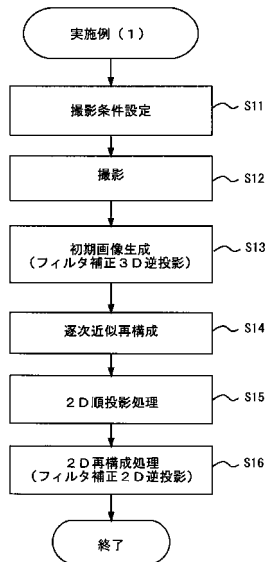 実施例（1）
撮影条件設定
S11
撮影
S12
初期画像生成
（フィルタ補正3D逆投影）
S13
逐次近似再構成
S14
2D順投影処理
S15
2D再構成処理
（フィルタ補正2D逆投影）
S16
終了